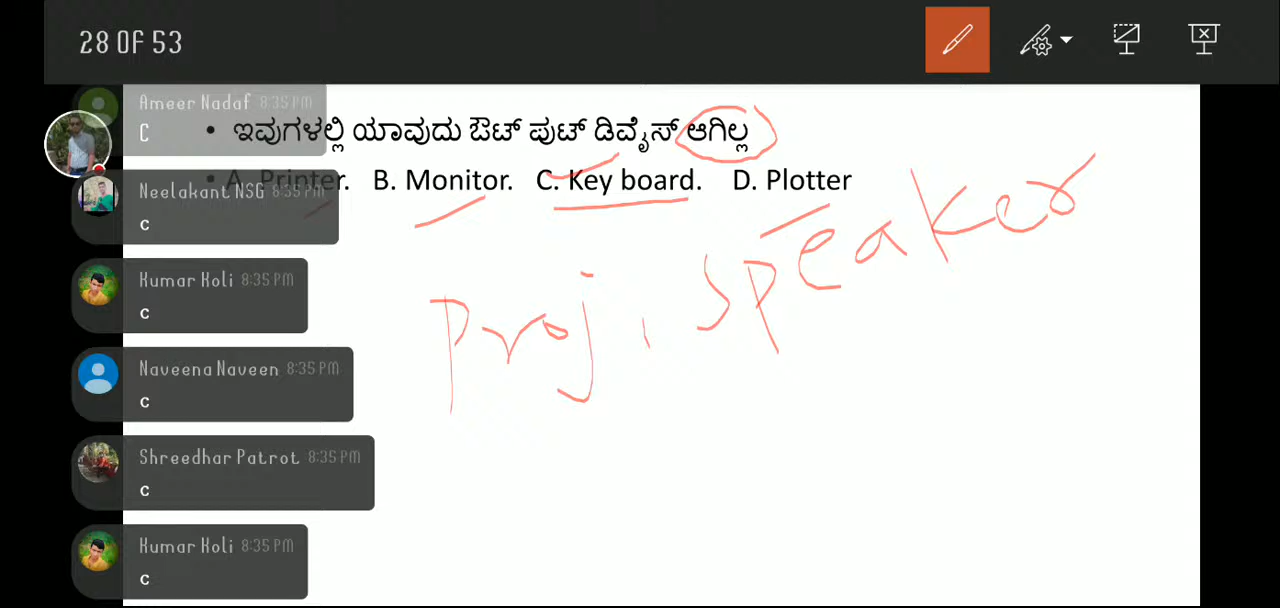 28 OF 53
Ameer Nadaf 8:35 PM
C
• ಇವುಗಳಲ್ಲಿ ಯಾವುದು ಔಟ್ ಪುಟ್ ಡಿವೈಸ್ ಆಗಿಲ್ಲ
• A. Printer. B. Monitor. C. Key board. D. Plotter
Neelakant NSG 8:35 PM
c
Proj, speaker
Kumar Koli 8:35 PM
c
Naveena Naveen 8:35 PM
c
Shreedhar Patrot 8:35 PM
c
Kumar Koli 8:35 PM
c